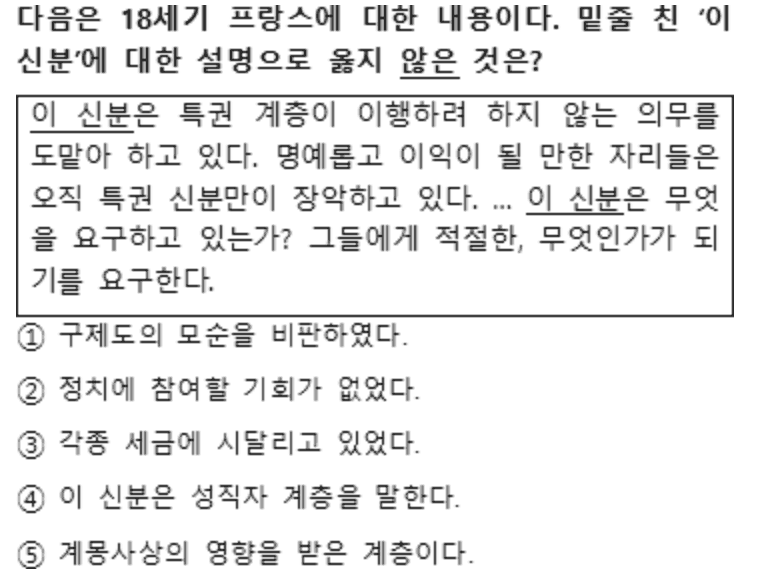 다음은 18세기 프랑스에 대한 내용이다. 밑줄 친 ‘이
신분’에 대한 설명으로 옳지 않은 것은?
이 신분은 특권 계층이 이행하려 하지 않는 의무를
도맡아 하고 있다. 명예롭고 이익이 될 만한 자리들은
오직 특권 신분만이 장악하고 있다. ... 이 신분은 무엇
을 요구하고 있는가? 그들에게 적절한, 무엇인가가 되
기를 요구한다.
① 구제도의 모순을 비판하였다.
② 정치에 참여할 기회가 없었다.
③ 각종 세금에 시달리고 있었다.
④ 이 신분은 성직자 계층을 말한다.
⑤ 계몽사상의 영향을 받은 계층이다.